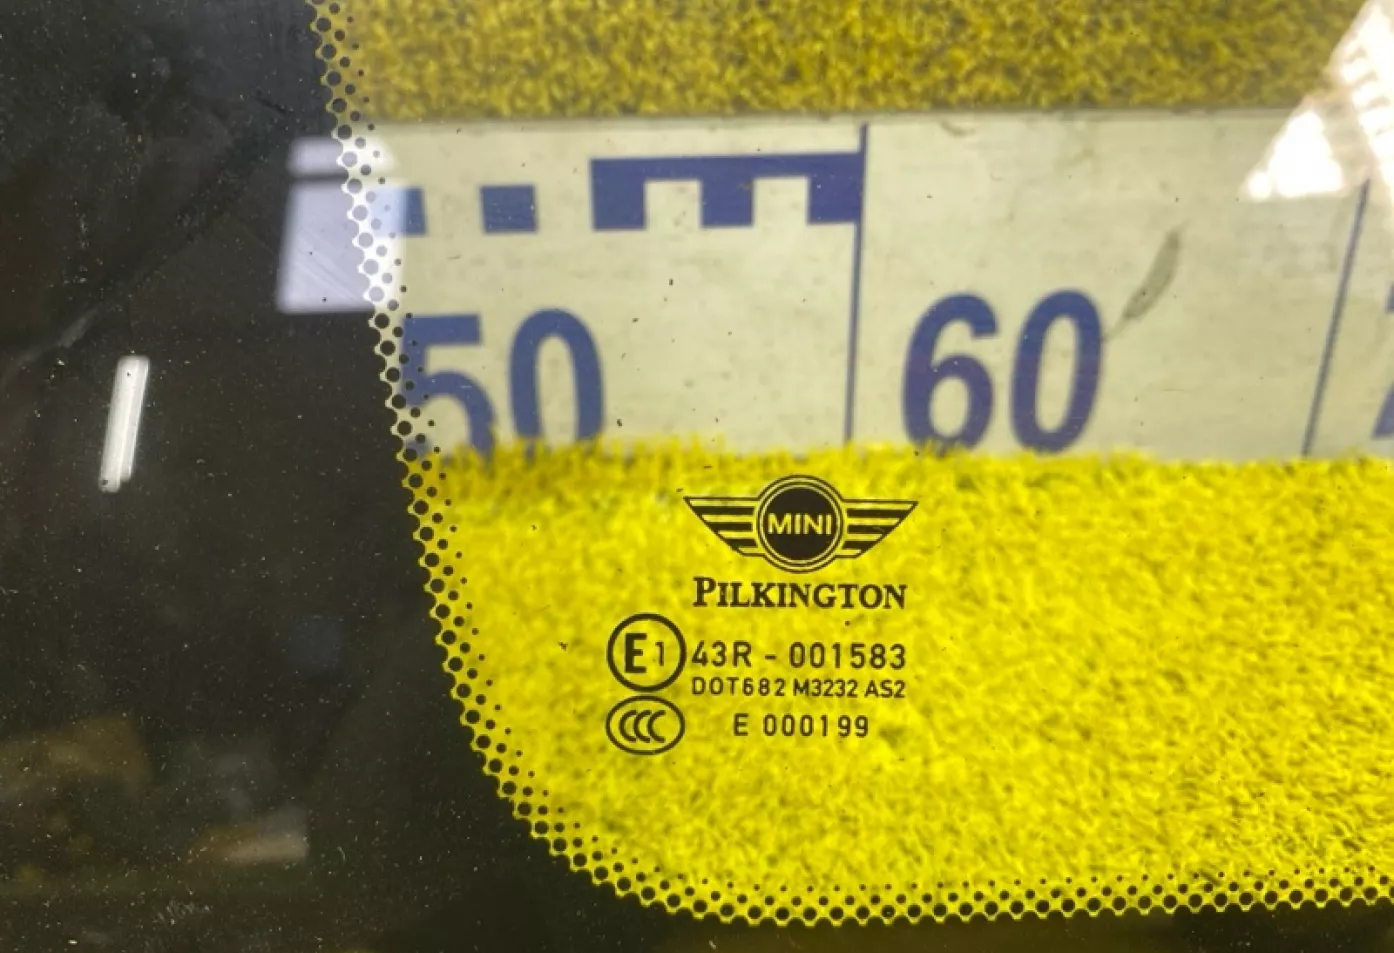 50 60
MINI
PILKINGTON
E1 43R - 001583
DOT682 M3232 AS2
CCC E 000199